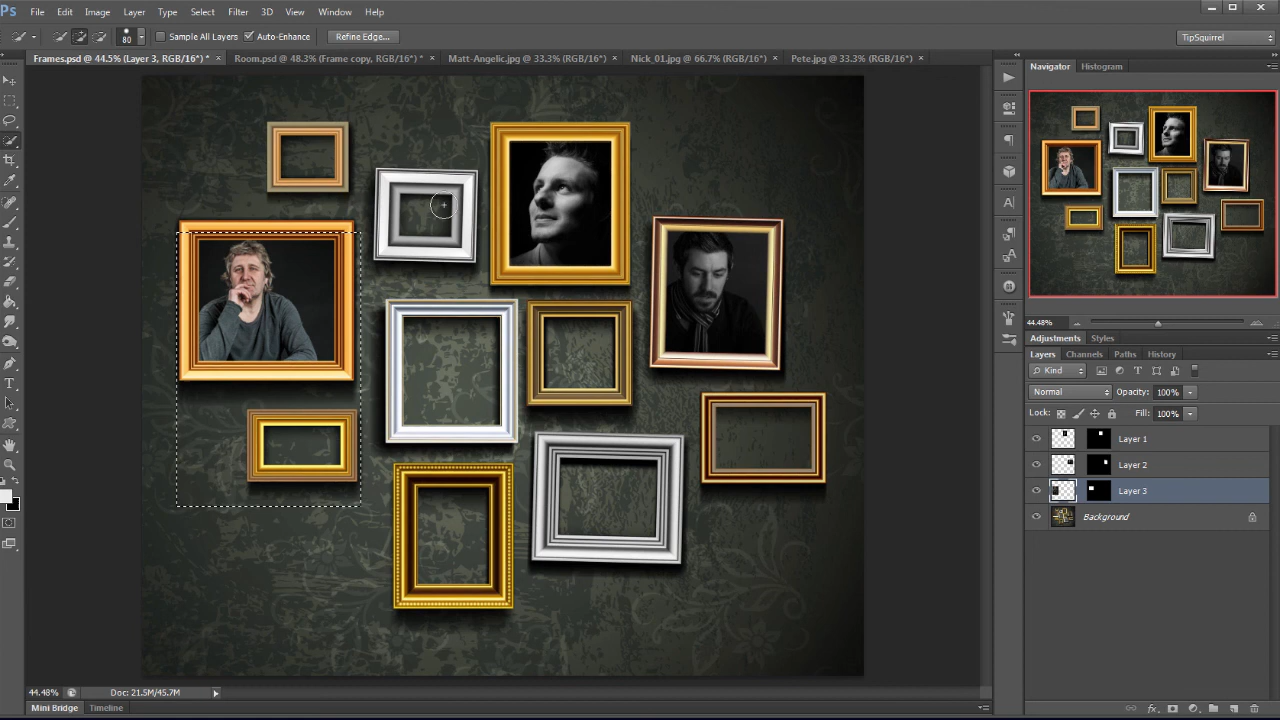 Ps File Edit Image Layer Type Select Filter 3D View Window Help
80 Sample All Layers Auto-Enhance Refine Edge... TipSquirrel
Frames.psd @ 44.5% (Layer 3, RGB/16*) * × Room.psd @ 48.3% (Frame copy, RGB/16*) * × Matt-Angelic.jpg @ 33.3% (RGB/16*) × Nick_01.jpg @ 66.7% (RGB/16*) × Pete.jpg @ 33.3% (RGB/16*) ×
Navigator Histogram
44.48%
Adjustments Styles
Layers Channels Paths History
Kind
Normal Opacity: 100%
Lock: Fill: 100%
Layer 1
Layer 2
Layer 3
Background
44.48% Doc: 21.5M/45.7M
Mini Bridge Timeline